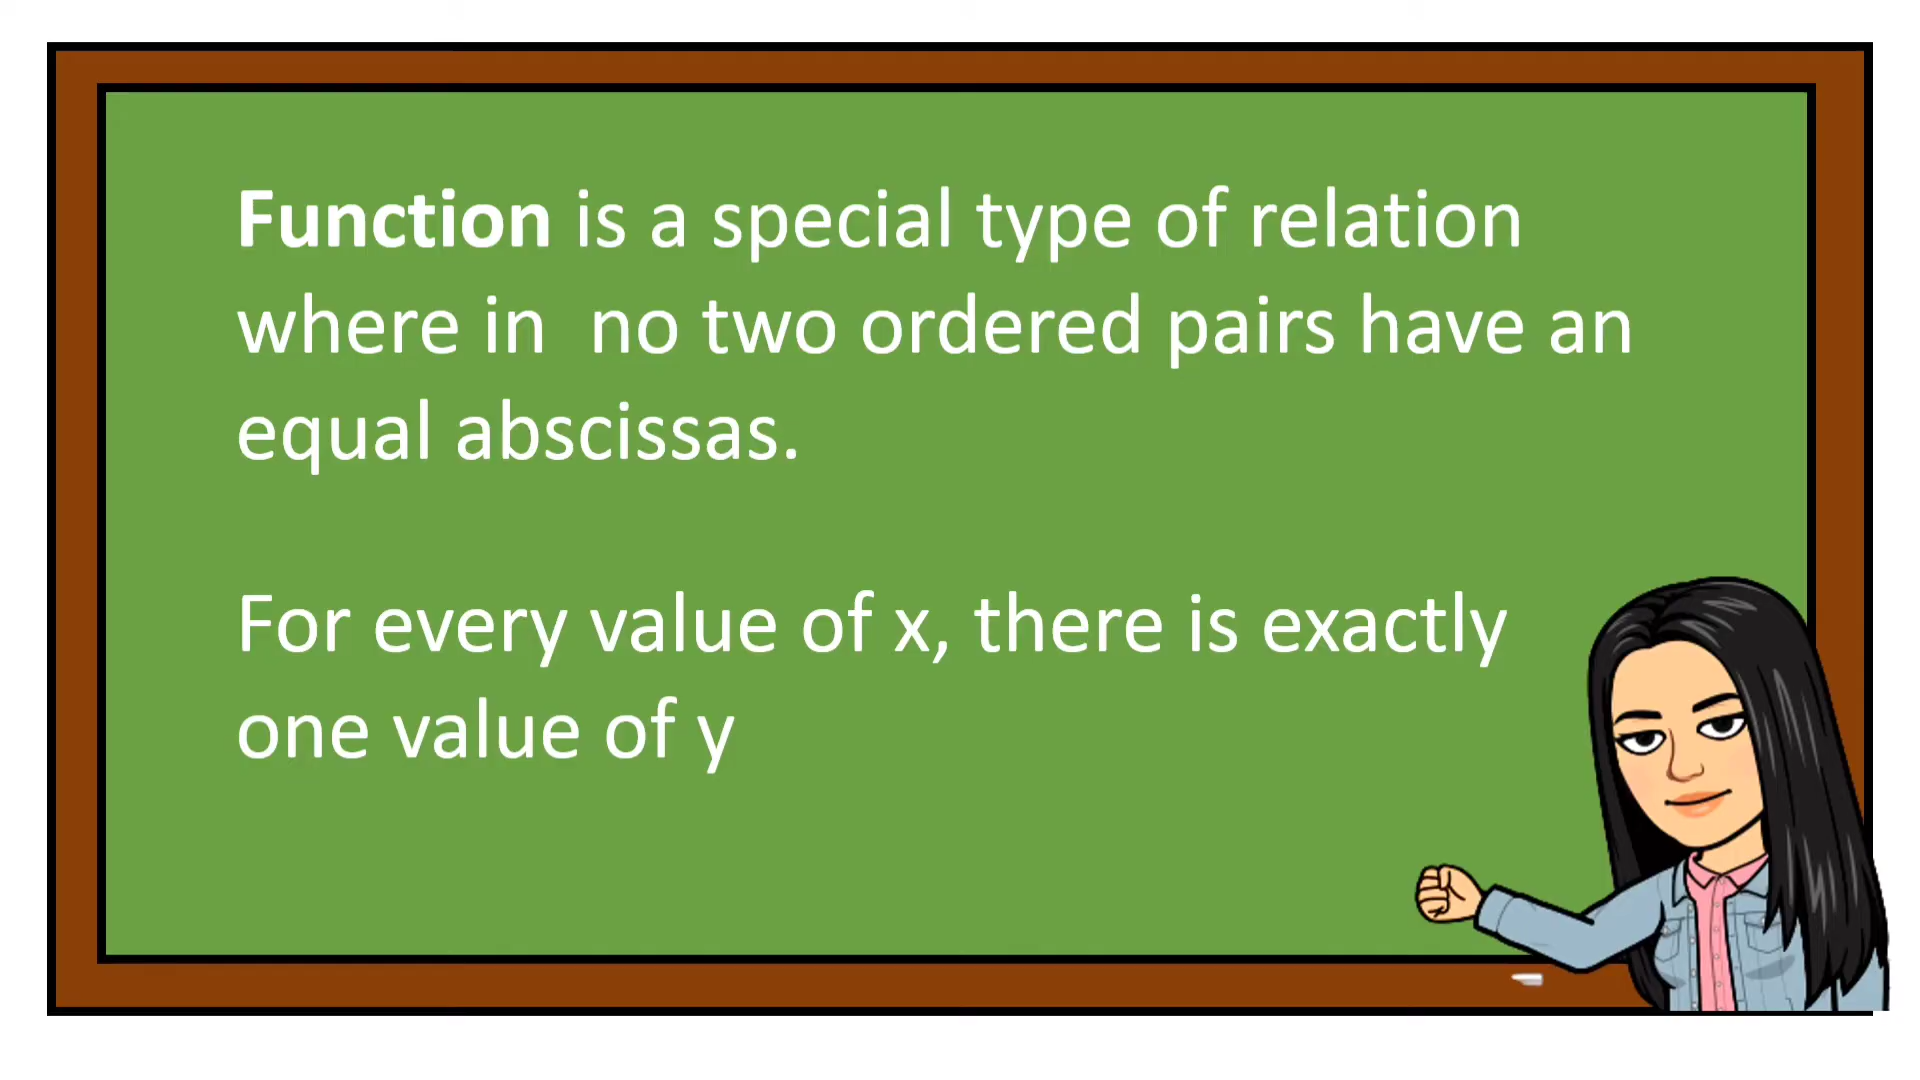 Function is a special type of relation
where in  no two ordered pairs have an
equal abscissas.
For every value of x, there is exactly
one value of y